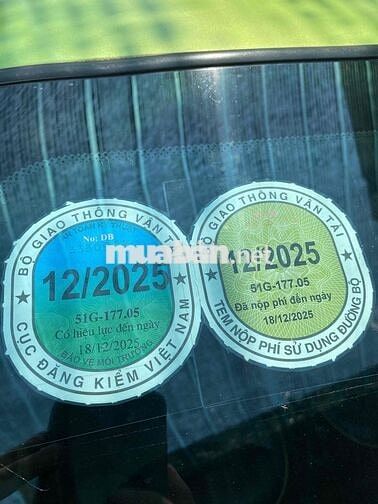 BỘ GIAO THÔNG VẬN TẢI
No: DB
12/2025
51G-177.05
Có hiệu lực đến ngày
18/12/2025
BẢO VỆ MÔI TRƯỜNG
CỤC ĐĂNG KIỂM VIỆT NAM
BỘ GIAO THÔNG VẬN TẢI
12/2025
51G-177.05
Đã nộp phí đến ngày
18/12/2025
TEM NỘP PHÍ SỬ DỤNG ĐƯỜNG BỘ
muaban.net